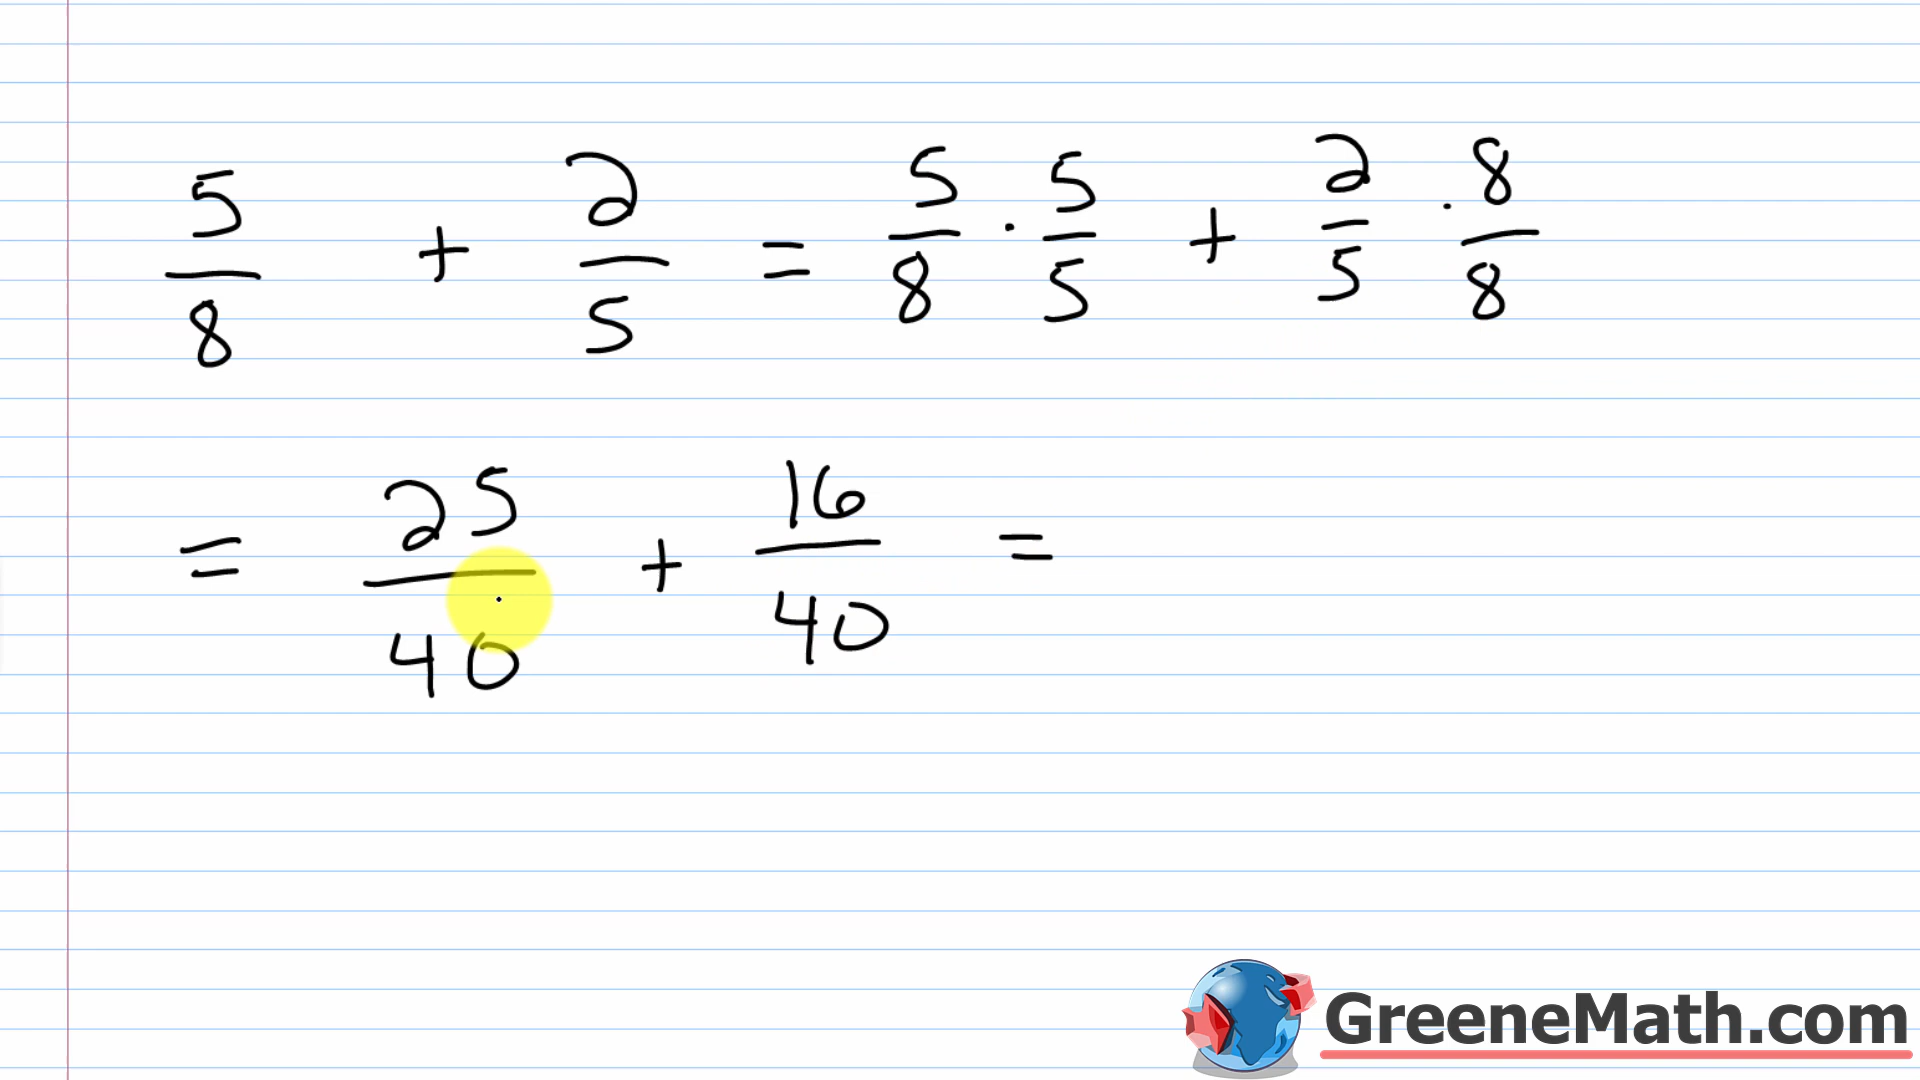 5/8 + 2/5 = 5/8 · 5/5 + 2/5 · 8/8
= 25/40 + 16/40 =
GreeneMath.com